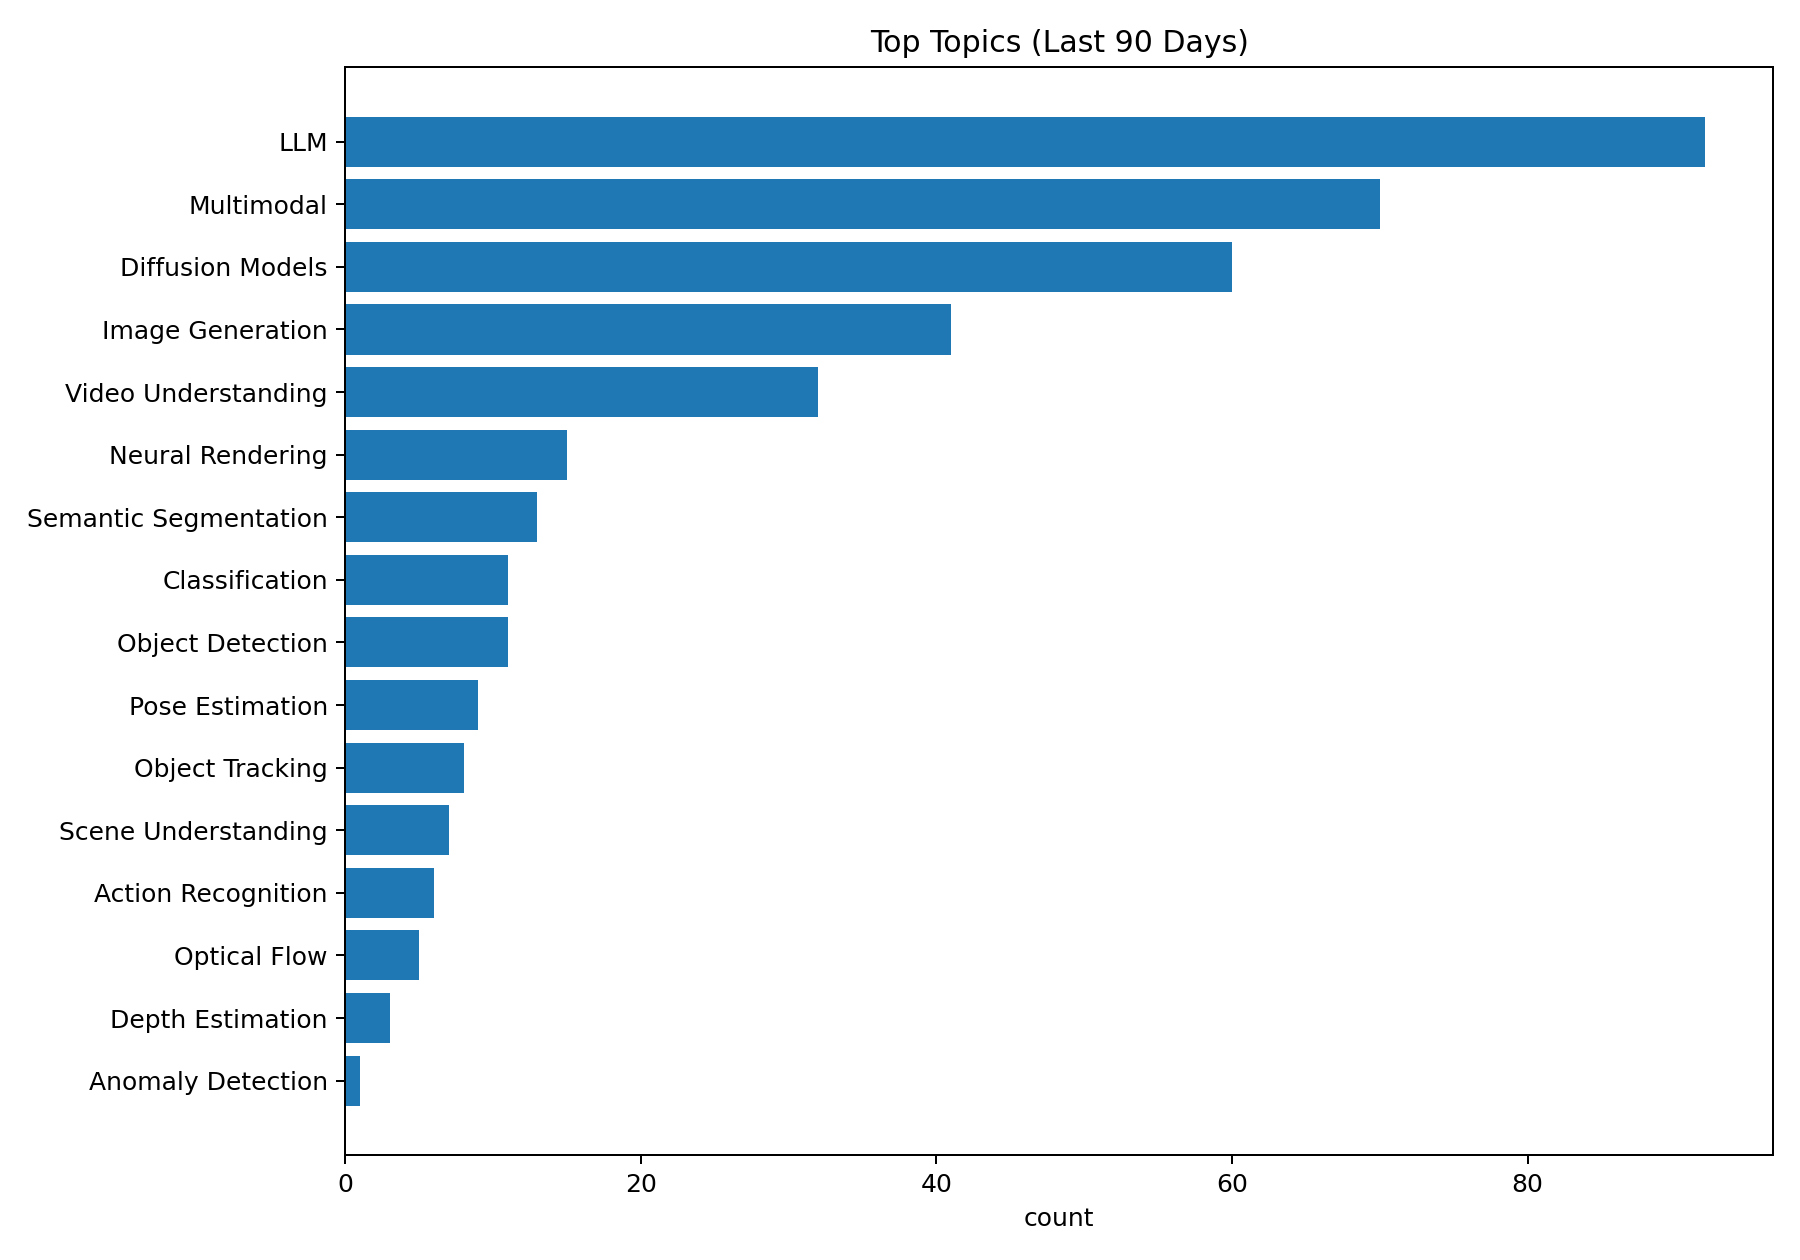 Top Topics (Last 90 Days)
LLM
Multimodal
Diffusion Models
Image Generation
Video Understanding
Neural Rendering
Semantic Segmentation
Classification
Object Detection
Pose Estimation
Object Tracking
Scene Understanding
Action Recognition
Optical Flow
Depth Estimation
Anomaly Detection
0 20 40 60 80
count